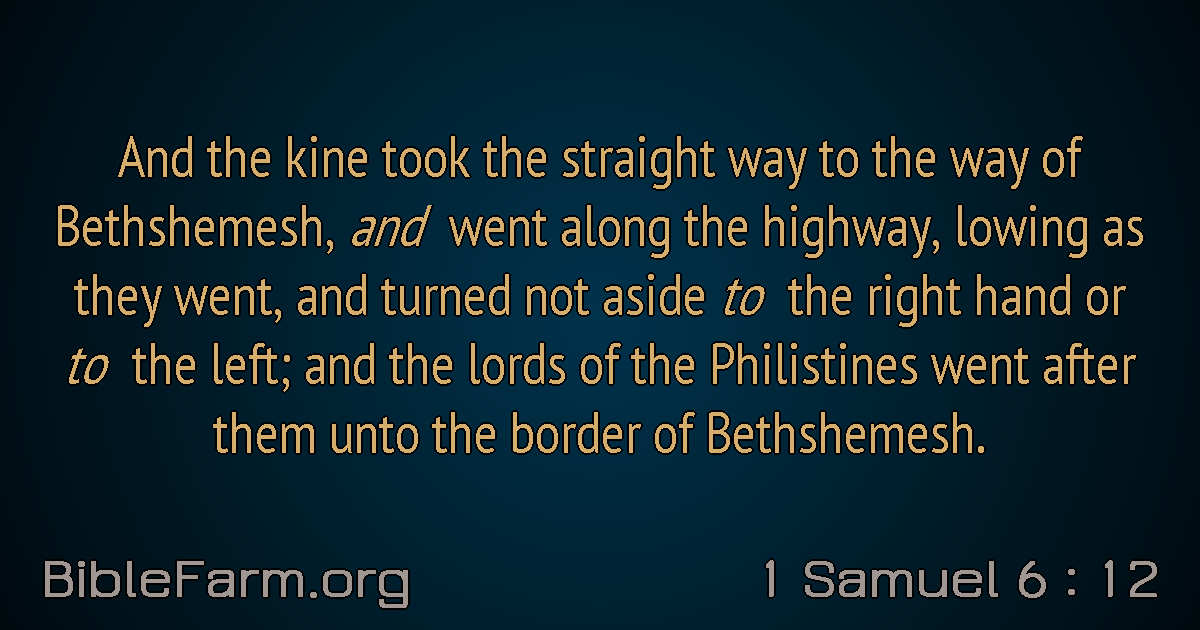 And the kine took the straight way to the way of
Bethshemesh, and went along the highway, lowing as
they went, and turned not aside to the right hand or
to the left; and the lords of the Philistines went after
them unto the border of Bethshemesh.
BibleFarm.org
1 Samuel 6 : 12